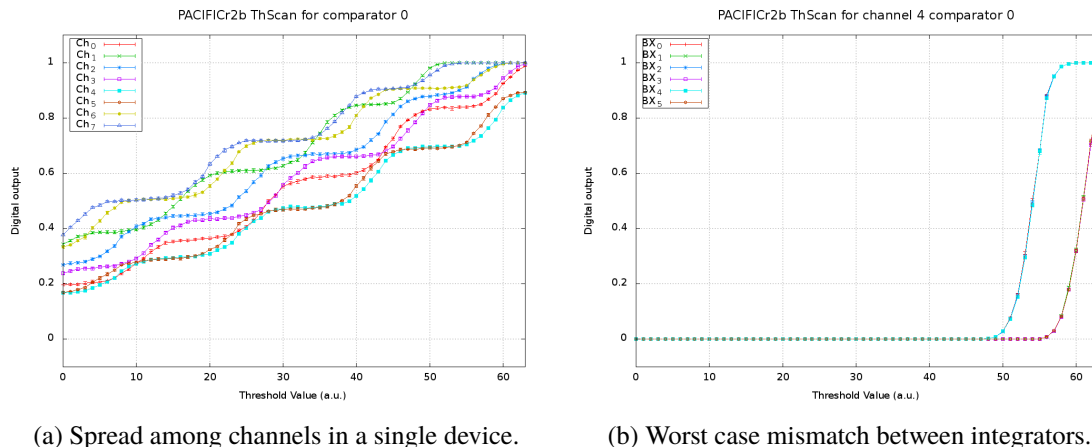 PACIFICr2b ThScan for comparator 0
Ch0
Ch1
Ch2
Ch3
Ch4
Ch5
Ch6
Ch7
1
0.8
0.6
0.4
0.2
0
Digital output
0 10 20 30 40 50 60
Threshold Value (a.u.)
(a) Spread among channels in a single device.
PACIFICr2b ThScan for channel 4 comparator 0
BX0
BX1
BX2
BX3
BX4
BX5
1
0.8
0.6
0.4
0.2
0
Digital output
0 10 20 30 40 50 60
Threshold Value (a.u.)
(b) Worst case mismatch between integrators.